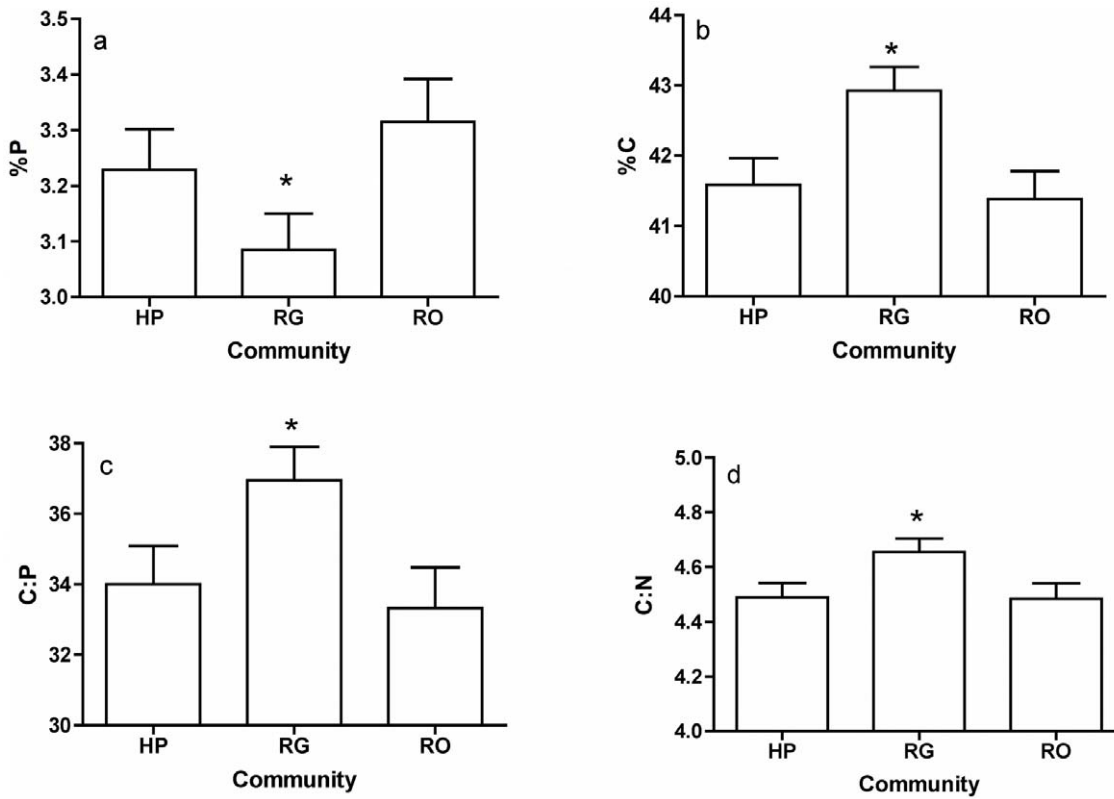 a
3.5
3.4
3.3
3.2
3.1
3.0
%P
*
HP RG RO
Community
b
44
43
42
41
40
%C
*
HP RG RO
Community
c
38
36
34
32
30
C:P
*
HP RG RO
Community
d
5.0
4.8
4.6
4.4
4.2
4.0
C:N
*
HP RG RO
Community